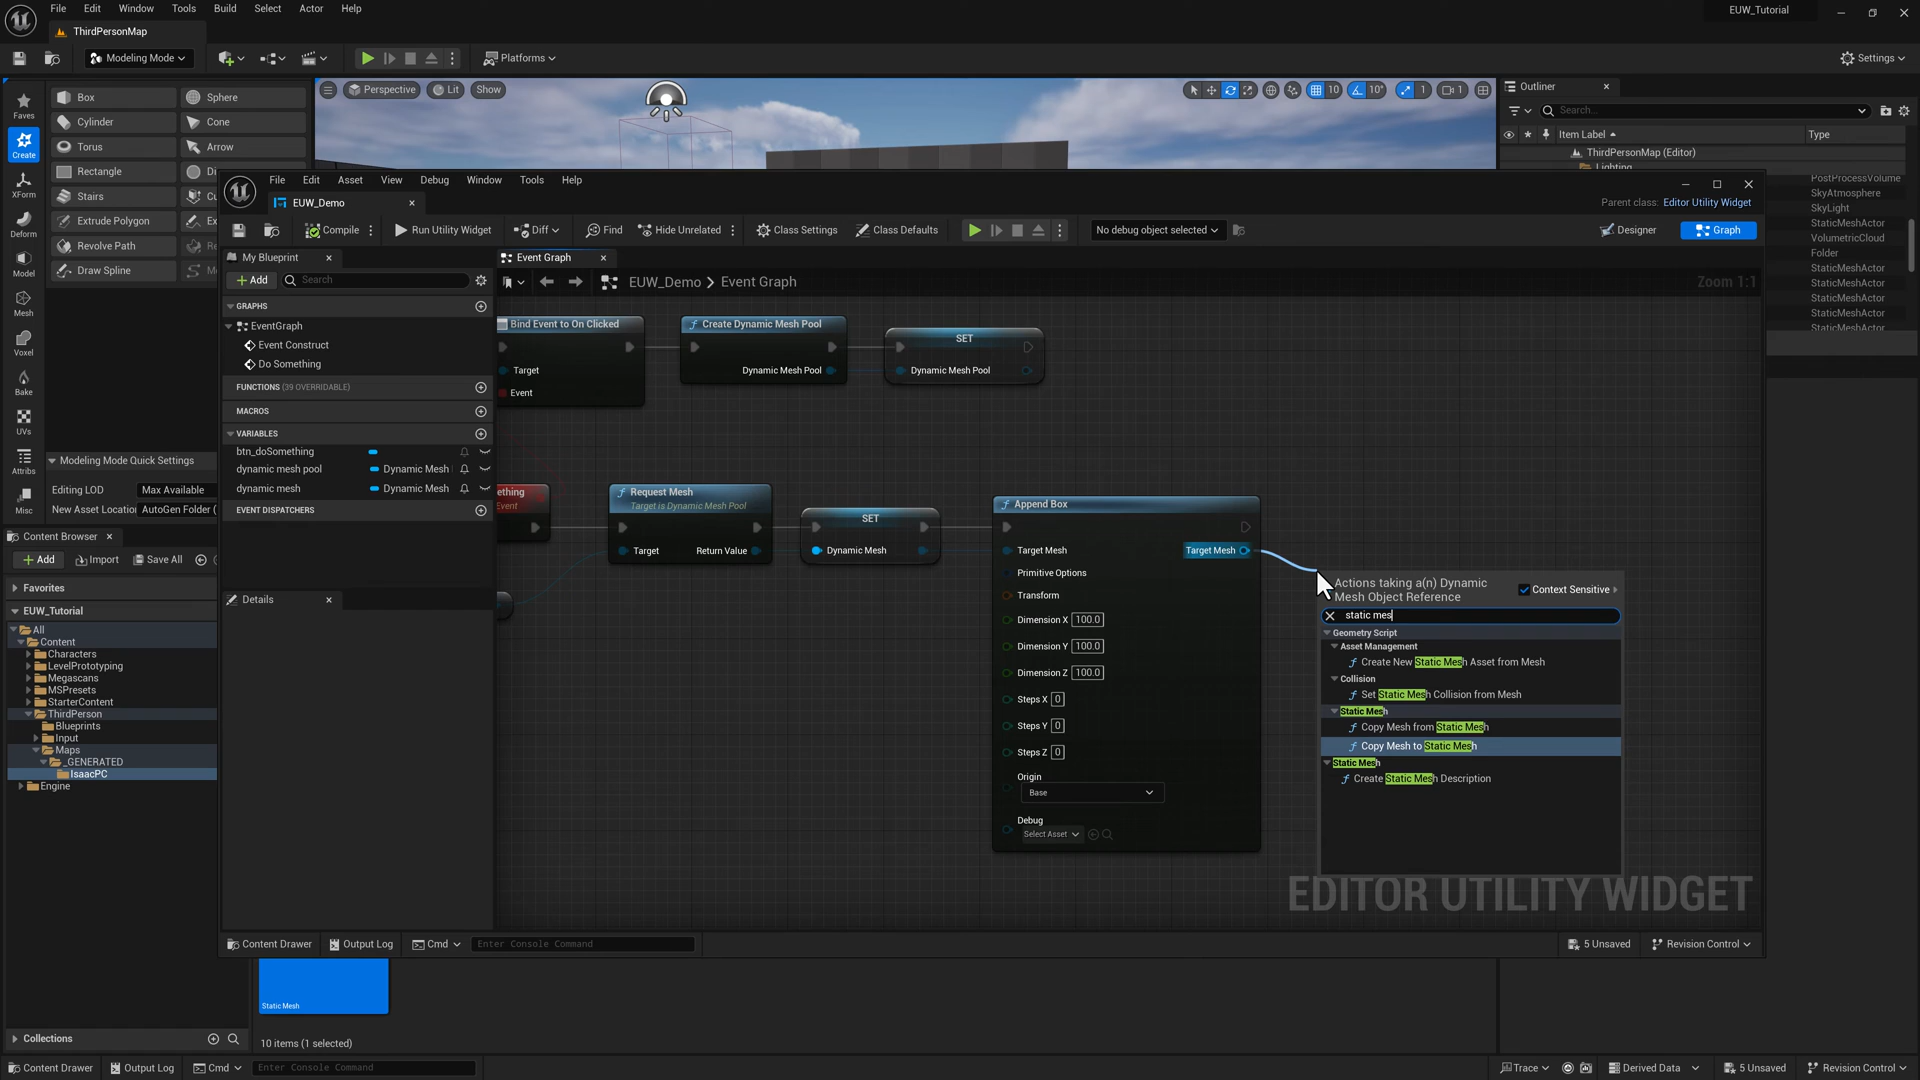 File Edit Window Tools Build Select Actor Help
EUW_Tutorial
ThirdPersonMap
Modeling Mode
Platforms
Settings
Faves
Box
Sphere
Cylinder
Cone
Create
Torus
Arrow
Rectangle
XForm
Stairs
Extrude Polygon
Deform
Revolve Path
Draw Spline
Model
Mesh
Voxel
Bake
UVs
Attribs
Misc
Modeling Mode Quick Settings
Editing LOD Max Available
New Asset Location AutoGen Folder (
Perspective Lit Show
10 10° 1 1
Outliner
Search...
Item Label Type
ThirdPersonMap (Editor)
Lighting
PostProcessVolume
SkyAtmosphere
SkyLight
StaticMeshActor
VolumetricCloud
Folder
StaticMeshActor
StaticMeshActor
StaticMeshActor
StaticMeshActor
StaticMeshActor
File Edit Asset View Debug Window Tools Help
EUW_Demo
Parent class: Editor Utility Widget
Compile Run Utility Widget Diff Find Hide Unrelated Class Settings Class Defaults No debug object selected Designer Graph
My Blueprint
Add Search
GRAPHS
EventGraph
Event Construct
Do Something
FUNCTIONS (39 OVERRIDABLE)
MACROS
VARIABLES
btn_doSomething
dynamic mesh pool Dynamic Mesh
dynamic mesh Dynamic Mesh
EVENT DISPATCHERS
Details
Event Graph
EUW_Demo > Event Graph
Zoom 1:1
Bind Event to On Clicked
Target
Event
Create Dynamic Mesh Pool
Dynamic Mesh Pool
SET
Dynamic Mesh Pool
ething
Event
Request Mesh
Target is Dynamic Mesh Pool
Target Return Value
SET
Dynamic Mesh
Append Box
Target Mesh Target Mesh
Primitive Options
Transform
Dimension X 100.0
Dimension Y 100.0
Dimension Z 100.0
Steps X 0
Steps Y 0
Steps Z 0
Origin
Base
Debug
Select Asset
Actions taking a(n) Dynamic
Mesh Object Reference
Context Sensitive
static mes
Geometry Script
Asset Management
Create New Static Mesh Asset from Mesh
Collision
Set Static Mesh Collision from Mesh
Static Mesh
Copy Mesh from Static Mesh
Copy Mesh to Static Mesh
Static Mesh
Create Static Mesh Description
EDITOR UTILITY WIDGET
Content Drawer Output Log Cmd Enter Console Command 5 Unsaved Revision Control
Content Browser
Add Import Save All
Favorites
EUW_Tutorial
All
Content
Characters
LevelPrototyping
Megascans
MSPresets
StarterContent
ThirdPerson
Blueprints
Input
Maps
_GENERATED
IsaacPC
Engine
Collections
Static Mesh
10 items (1 selected)
Content Drawer Output Log Cmd Enter Console Command Trace Derived Data 5 Unsaved Revision Control